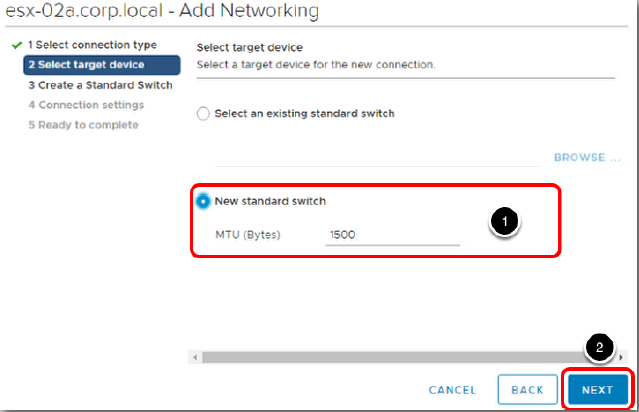 esx-02a.corp.local - Add Networking
1 Select connection type
2 Select target device
3 Create a Standard Switch
4 Connection settings
5 Ready to complete
Select target device
Select a target device for the new connection.
Select an existing standard switch
BROWSE ...
New standard switch
1
MTU (Bytes) 1500
2
CANCEL BACK NEXT